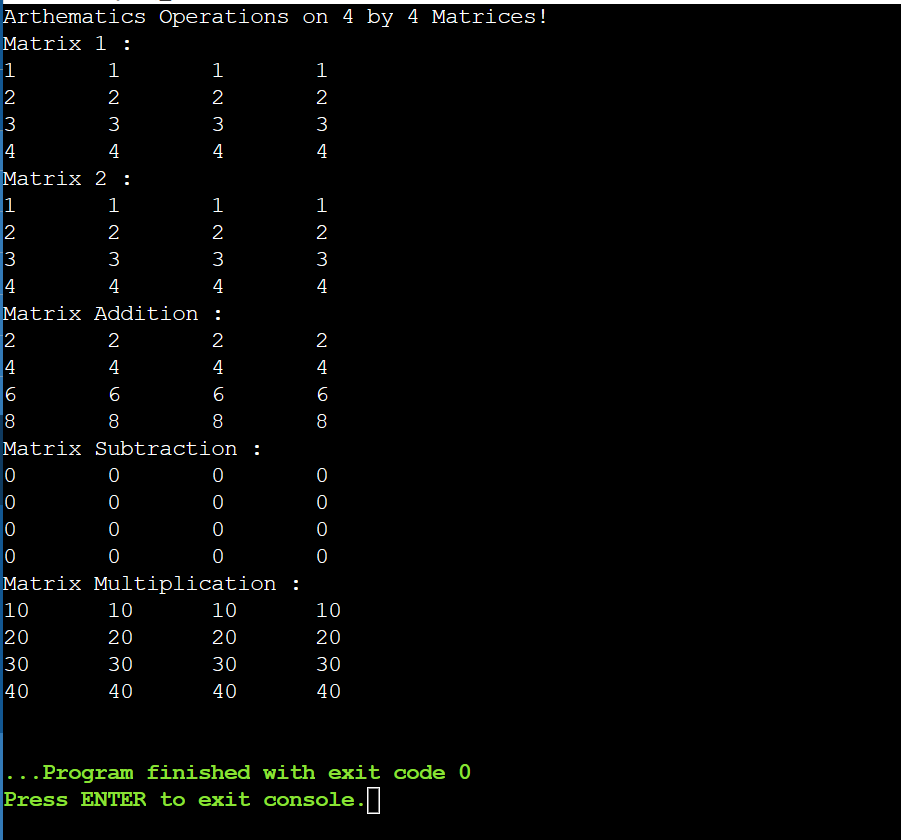 Arthematics Operations on 4 by 4 Matrices!
Matrix 1 :
1 1 1 1
2 2 2 2
3 3 3 3
4 4 4 4
Matrix 2 :
1 1 1 1
2 2 2 2
3 3 3 3
4 4 4 4
Matrix Addition :
2 2 2 2
4 4 4 4
6 6 6 6
8 8 8 8
Matrix Subtraction :
0 0 0 0
0 0 0 0
0 0 0 0
0 0 0 0
Matrix Multiplication :
10 10 10 10
20 20 20 20
30 30 30 30
40 40 40 40
...Program finished with exit code 0
Press ENTER to exit console.